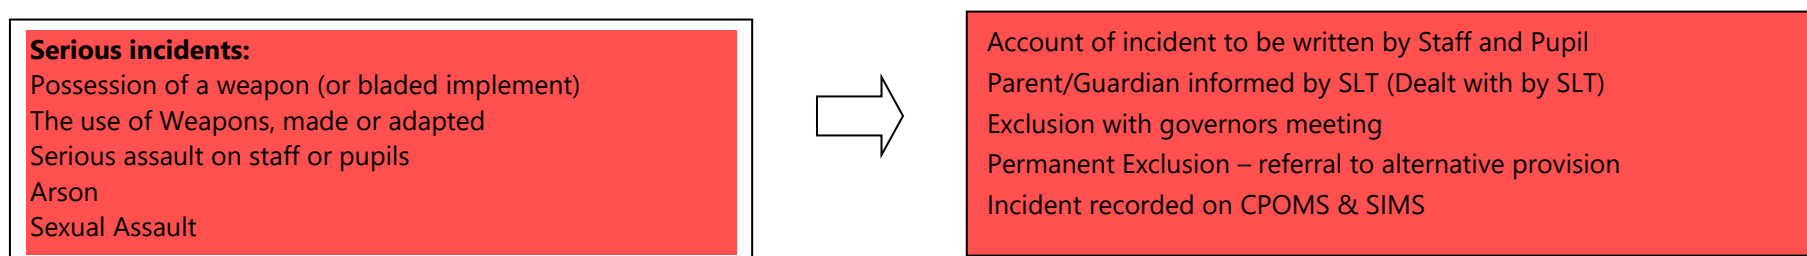 Serious incidents:
Possession of a weapon (or bladed implement)
The use of Weapons, made or adapted
Serious assault on staff or pupils
Arson
Sexual Assault
Account of incident to be written by Staff and Pupil
Parent/Guardian informed by SLT (Dealt with by SLT)
Exclusion with governors meeting
Permanent Exclusion – referral to alternative provision
Incident recorded on CPOMS & SIMS